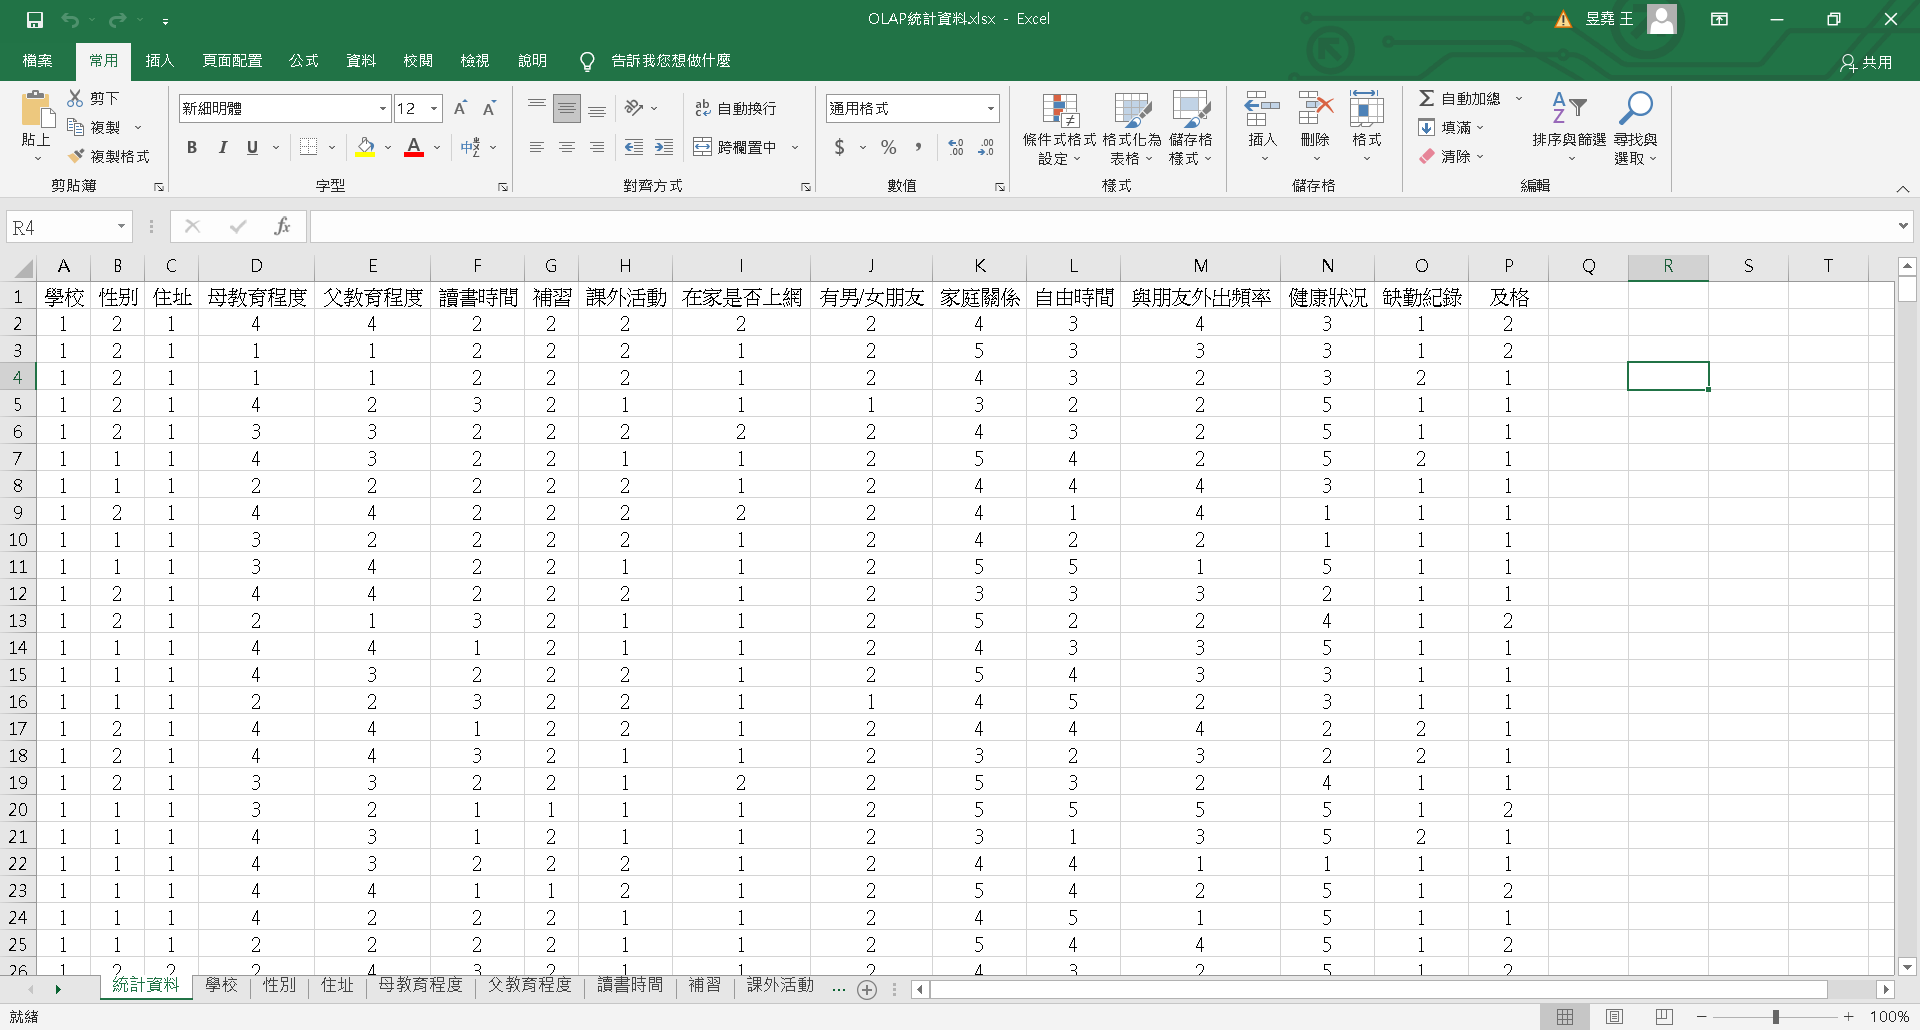 OLAP統計資料.xlsx - Excel
昱堯 王
檔案 常用 插入 頁面配置 公式 資料 校閱 檢視 說明 告訴我您想做什麼 共用
貼上 剪下 複製 複製格式 剪貼簿
新細明體 12 B I U 字型
自動換行 跨欄置中 對齊方式
通用格式 $ % 數值
條件式格式設定 格式化為表格 儲存格樣式 樣式
插入 刪除 格式 儲存格
自動加總 填滿 清除 排序與篩選 尋找與選取 編輯
R4 fx
A B C D E F G H I J K L M N O P Q R S T
1 學校 性別 住址 母教育程度 父教育程度 讀書時間 補習 課外活動 在家是否上網 有男/女朋友 家庭關係 自由時間 與朋友外出頻率 健康狀況 缺勤紀錄 及格
2 1 2 1 4 4 2 2 2 2 2 4 3 4 3 1 2
3 1 2 1 1 1 2 2 2 1 2 5 3 3 3 1 2
4 1 2 1 1 1 2 2 2 1 2 4 3 2 3 2 1
5 1 2 1 4 2 3 2 1 1 1 3 2 2 5 1 1
6 1 2 1 3 3 2 2 2 2 2 4 3 2 5 1 1
7 1 1 1 4 3 2 2 1 1 2 5 4 2 5 2 1
8 1 1 1 2 2 2 2 2 1 2 4 4 4 3 1 1
9 1 2 1 4 4 2 2 2 2 2 4 1 4 1 1 1
10 1 1 1 3 2 2 2 2 1 2 4 2 2 1 1 1
11 1 1 1 3 4 2 2 1 1 2 5 5 1 5 1 1
12 1 2 1 4 4 2 2 2 1 2 3 3 3 2 1 1
13 1 2 1 2 1 3 2 1 1 2 5 2 2 4 1 2
14 1 1 1 4 4 1 2 1 1 2 4 3 3 5 1 1
15 1 1 1 4 3 2 2 2 1 2 5 4 3 3 1 1
16 1 1 1 2 2 3 2 2 1 1 4 5 2 3 1 1
17 1 2 1 4 4 1 2 2 1 2 4 4 4 2 2 1
18 1 2 1 4 4 3 2 1 1 2 3 2 3 2 2 1
19 1 2 1 3 3 2 2 1 2 2 5 3 2 4 1 1
20 1 1 1 3 2 1 1 1 1 2 5 5 5 5 1 2
21 1 1 1 4 3 1 2 1 1 2 3 1 3 5 2 1
22 1 1 1 4 3 2 2 2 1 2 4 4 1 1 1 1
23 1 1 1 4 4 1 1 2 1 2 5 4 2 5 1 2
24 1 1 1 4 2 2 2 1 1 2 4 5 1 5 1 1
25 1 1 1 2 2 2 2 1 1 2 5 4 4 5 1 2
26 1 2 2 2 4 3 2 1 1 2 4 3 2 5 1 2
統計資料 學校 性別 住址 母教育程度 父教育程度 讀書時間 補習 課外活動 ...
就緒 100%